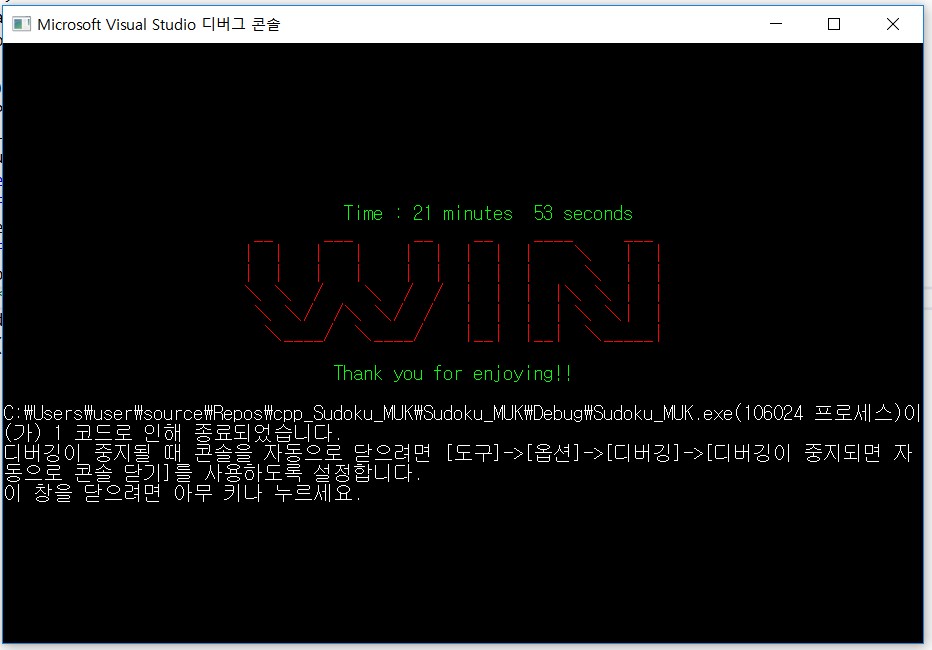 Microsoft Visual Studio 디버그 콘솔
Time : 21 minutes  53 seconds
WIN
Thank you for enjoying!!
C:₩Users₩user₩source₩Repos₩cpp_Sudoku_MUK₩Sudoku_MUK₩Debug₩Sudoku_MUK.exe(106024 프로세스)이
(가) 1 코드로 인해 종료되었습니다.
디버깅이 중지될 때 콘솔을 자동으로 닫으려면 [도구]->[옵션]->[디버깅]->[디버깅이 중지되면 자
동으로 콘솔 닫기]를 사용하도록 설정합니다.
이 창을 닫으려면 아무 키나 누르세요.